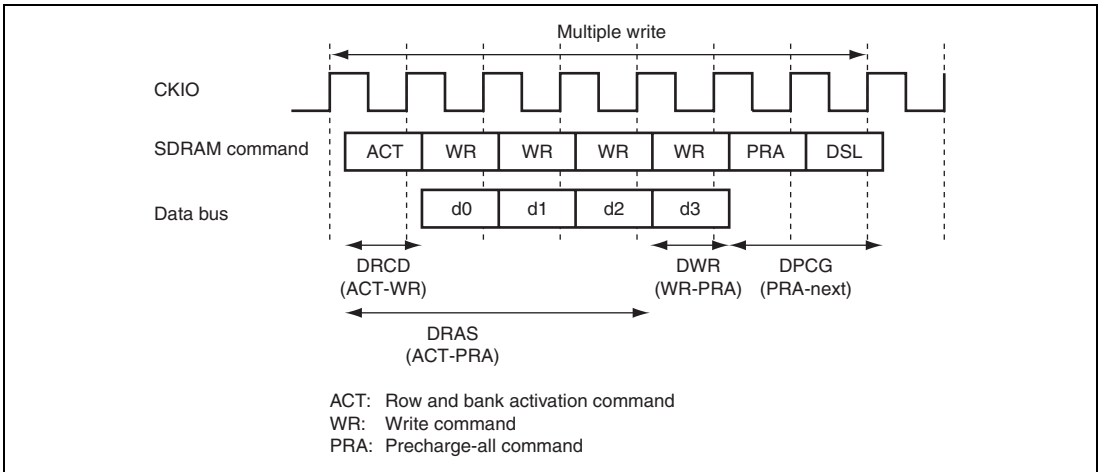 Multiple write
CKIO
SDRAM command ACT WR WR WR WR PRA DSL
Data bus d0 d1 d2 d3
DRCD DWR DPCG
(ACT-WR) (WR-PRA) (PRA-next)
DRAS
(ACT-PRA)
ACT: Row and bank activation command
WR: Write command
PRA: Precharge-all command